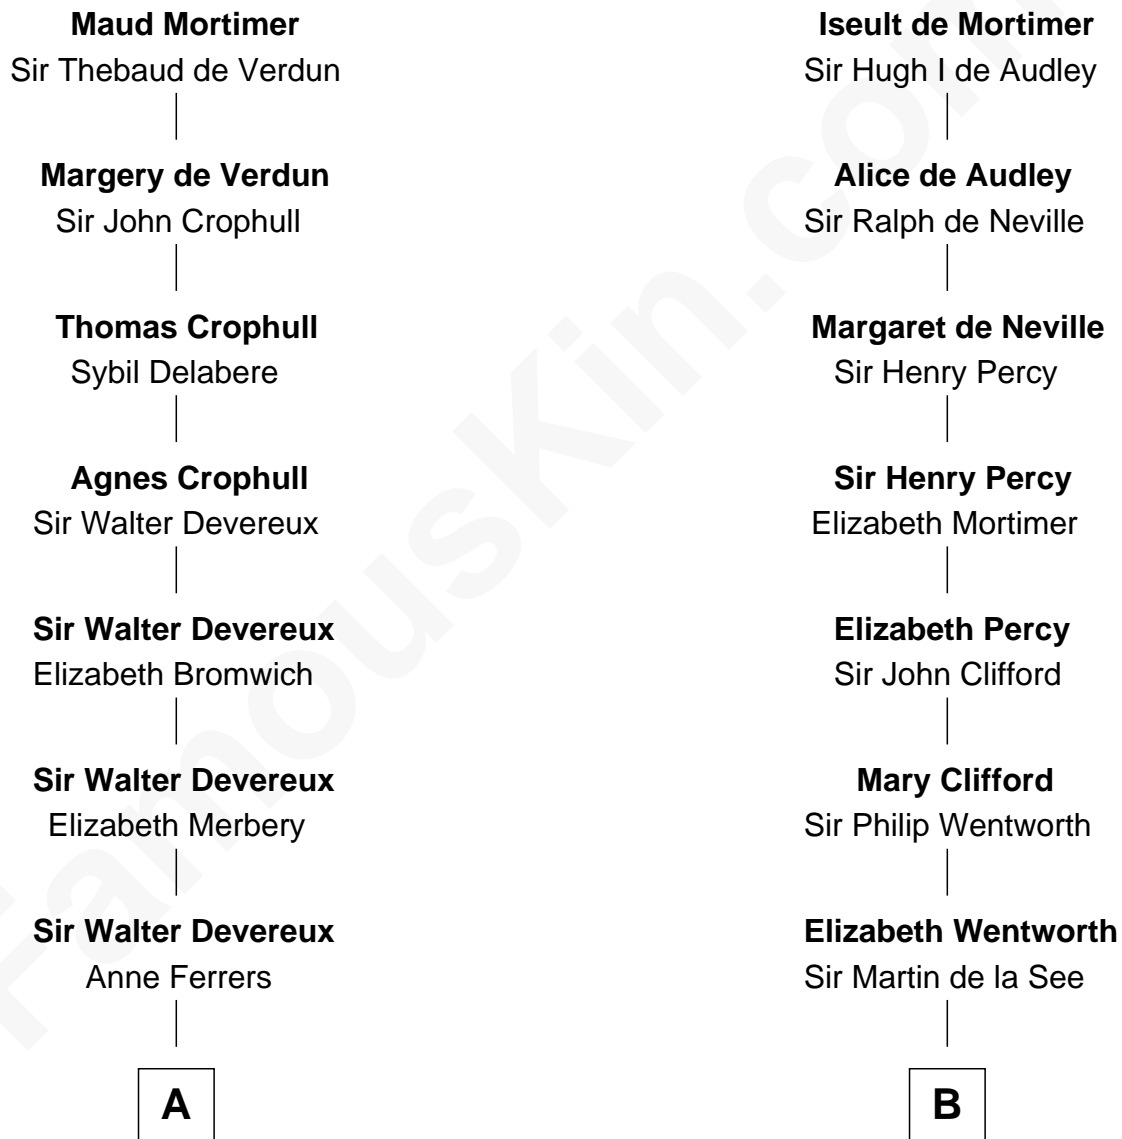 Maud Mortimer
Sir Thebaud de Verdun
Margery de Verdun
Sir John Crophull
Thomas Crophull
Sybil Delabere
Agnes Crophull
Sir Walter Devereux
Sir Walter Devereux
Elizabeth Bromwich
Sir Walter Devereux
Elizabeth Merbery
Sir Walter Devereux
Anne Ferrers
A
Iseult de Mortimer
Sir Hugh I de Audley
Alice de Audley
Sir Ralph de Neville
Margaret de Neville
Sir Henry Percy
Sir Henry Percy
Elizabeth Mortimer
Elizabeth Percy
Sir John Clifford
Mary Clifford
Sir Philip Wentworth
Elizabeth Wentworth
Sir Martin de la See
B
FamousKin.com